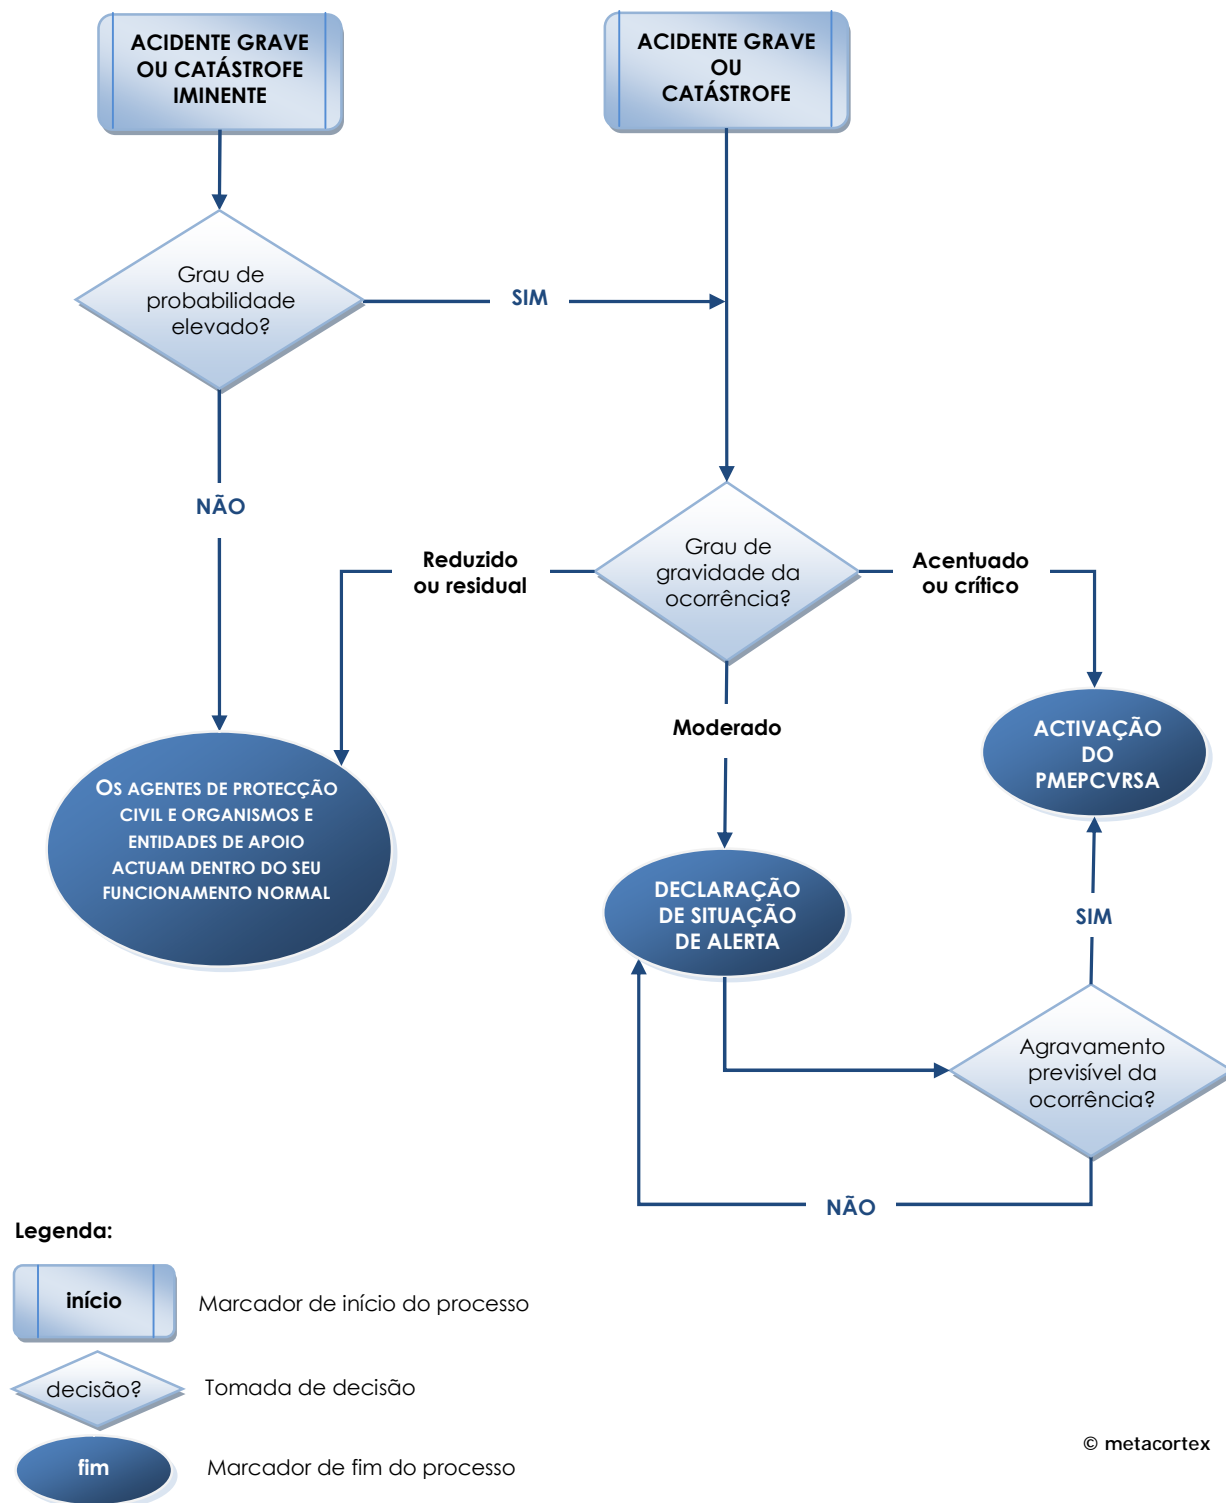 ACIDENTE GRAVE
OU CATÁSTROFE
IMINENTE
ACIDENTE GRAVE
OU
CATÁSTROFE
Grau de
probabilidade
elevado?
SIM
NÃO
Reduzido
ou residual
Grau de
gravidade da
ocorrência?
Acentuado
ou crítico
Moderado
ACTIVAÇÃO
DO
PMEPCVRSA
OS AGENTES DE PROTECÇÃO
CIVIL E ORGANISMOS E
ENTIDADES DE APOIO
ACTUAM DENTRO DO SEU
FUNCIONAMENTO NORMAL
DECLARAÇÃO
DE SITUAÇÃO
DE ALERTA
SIM
Agravamento
previsível da
ocorrência?
NÃO
Legenda:
início
Marcador de início do processo
decisão?
Tomada de decisão
fim
Marcador de fim do processo
© metacortex